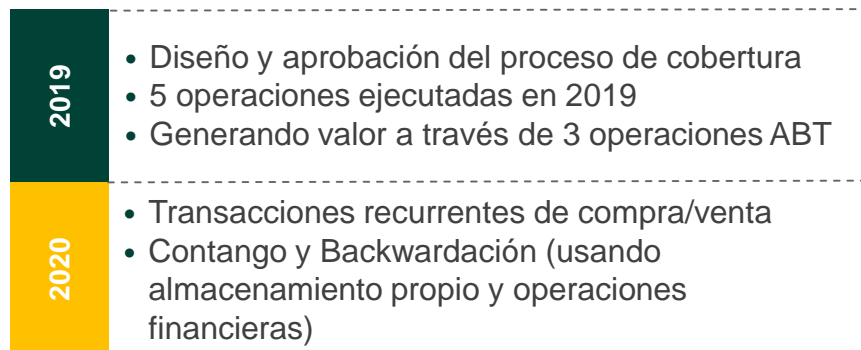 2019
• Diseño y aprobación del proceso de cobertura
• 5 operaciones ejecutadas en 2019
• Generando valor a través de 3 operaciones ABT
2020
• Transacciones recurrentes de compra/venta
• Contango y Backwardación (usando
almacenamiento propio y operaciones
financieras)